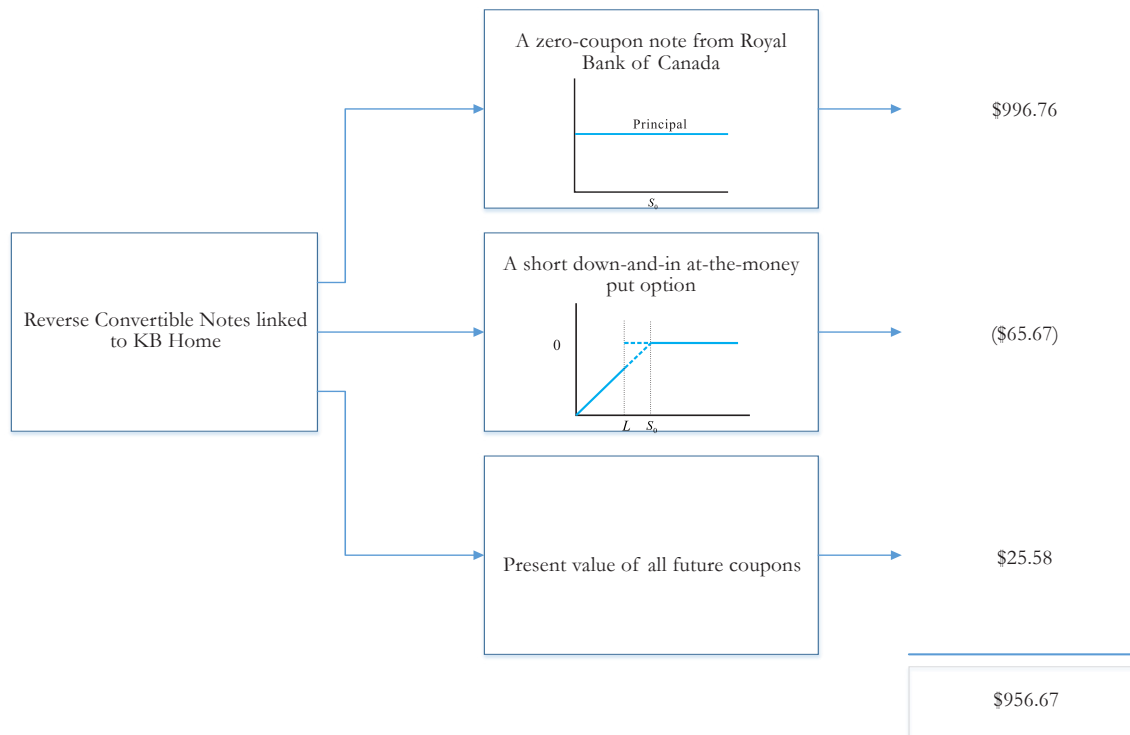 A zero-coupon note from Royal
Bank of Canada
Principal
S₀
$996.76
Reverse Convertible Notes linked
to KB Home
A short down-and-in at-the-money
put option
0
L S₀
($65.67)
Present value of all future coupons
$25.58
$956.67